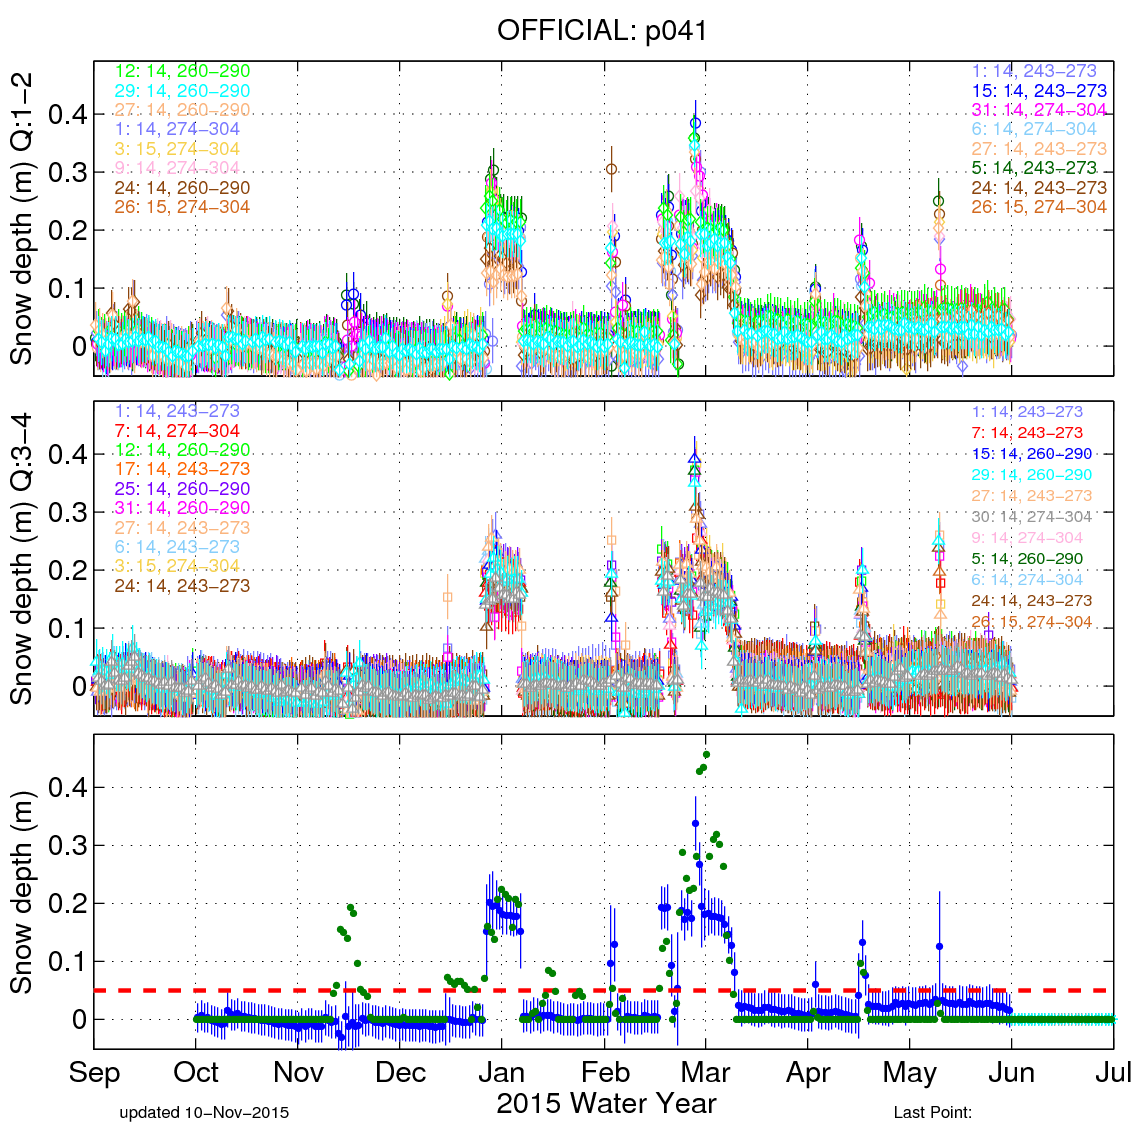 OFFICIAL: p041
Snow depth (m) Q:1−2
0.4
0.3
0.2
0.1
0
12: 14, 260−290
29: 14, 260−290
27: 14, 260−290
1: 14, 274−304
3: 15, 274−304
9: 14, 274−304
24: 14, 260−290
26: 15, 274−304
1: 14, 243−273
15: 14, 243−273
31: 14, 274−304
6: 14, 274−304
27: 14, 243−273
5: 14, 243−273
24: 14, 243−273
26: 15, 274−304
Snow depth (m) Q:3−4
0.4
0.3
0.2
0.1
0
1: 14, 243−273
7: 14, 274−304
12: 14, 260−290
17: 14, 243−273
25: 14, 260−290
31: 14, 260−290
27: 14, 243−273
6: 14, 243−273
3: 15, 274−304
24: 14, 243−273
1: 14, 243−273
7: 14, 243−273
15: 14, 260−290
29: 14, 260−290
27: 14, 243−273
30: 14, 274−304
9: 14, 274−304
5: 14, 260−290
6: 14, 274−304
24: 14, 243−273
26: 15, 274−304
Snow depth (m)
0.4
0.3
0.2
0.1
0
Sep Oct Nov Dec Jan Feb Mar Apr May Jun Jul
2015 Water Year
updated 10−Nov−2015
Last Point: